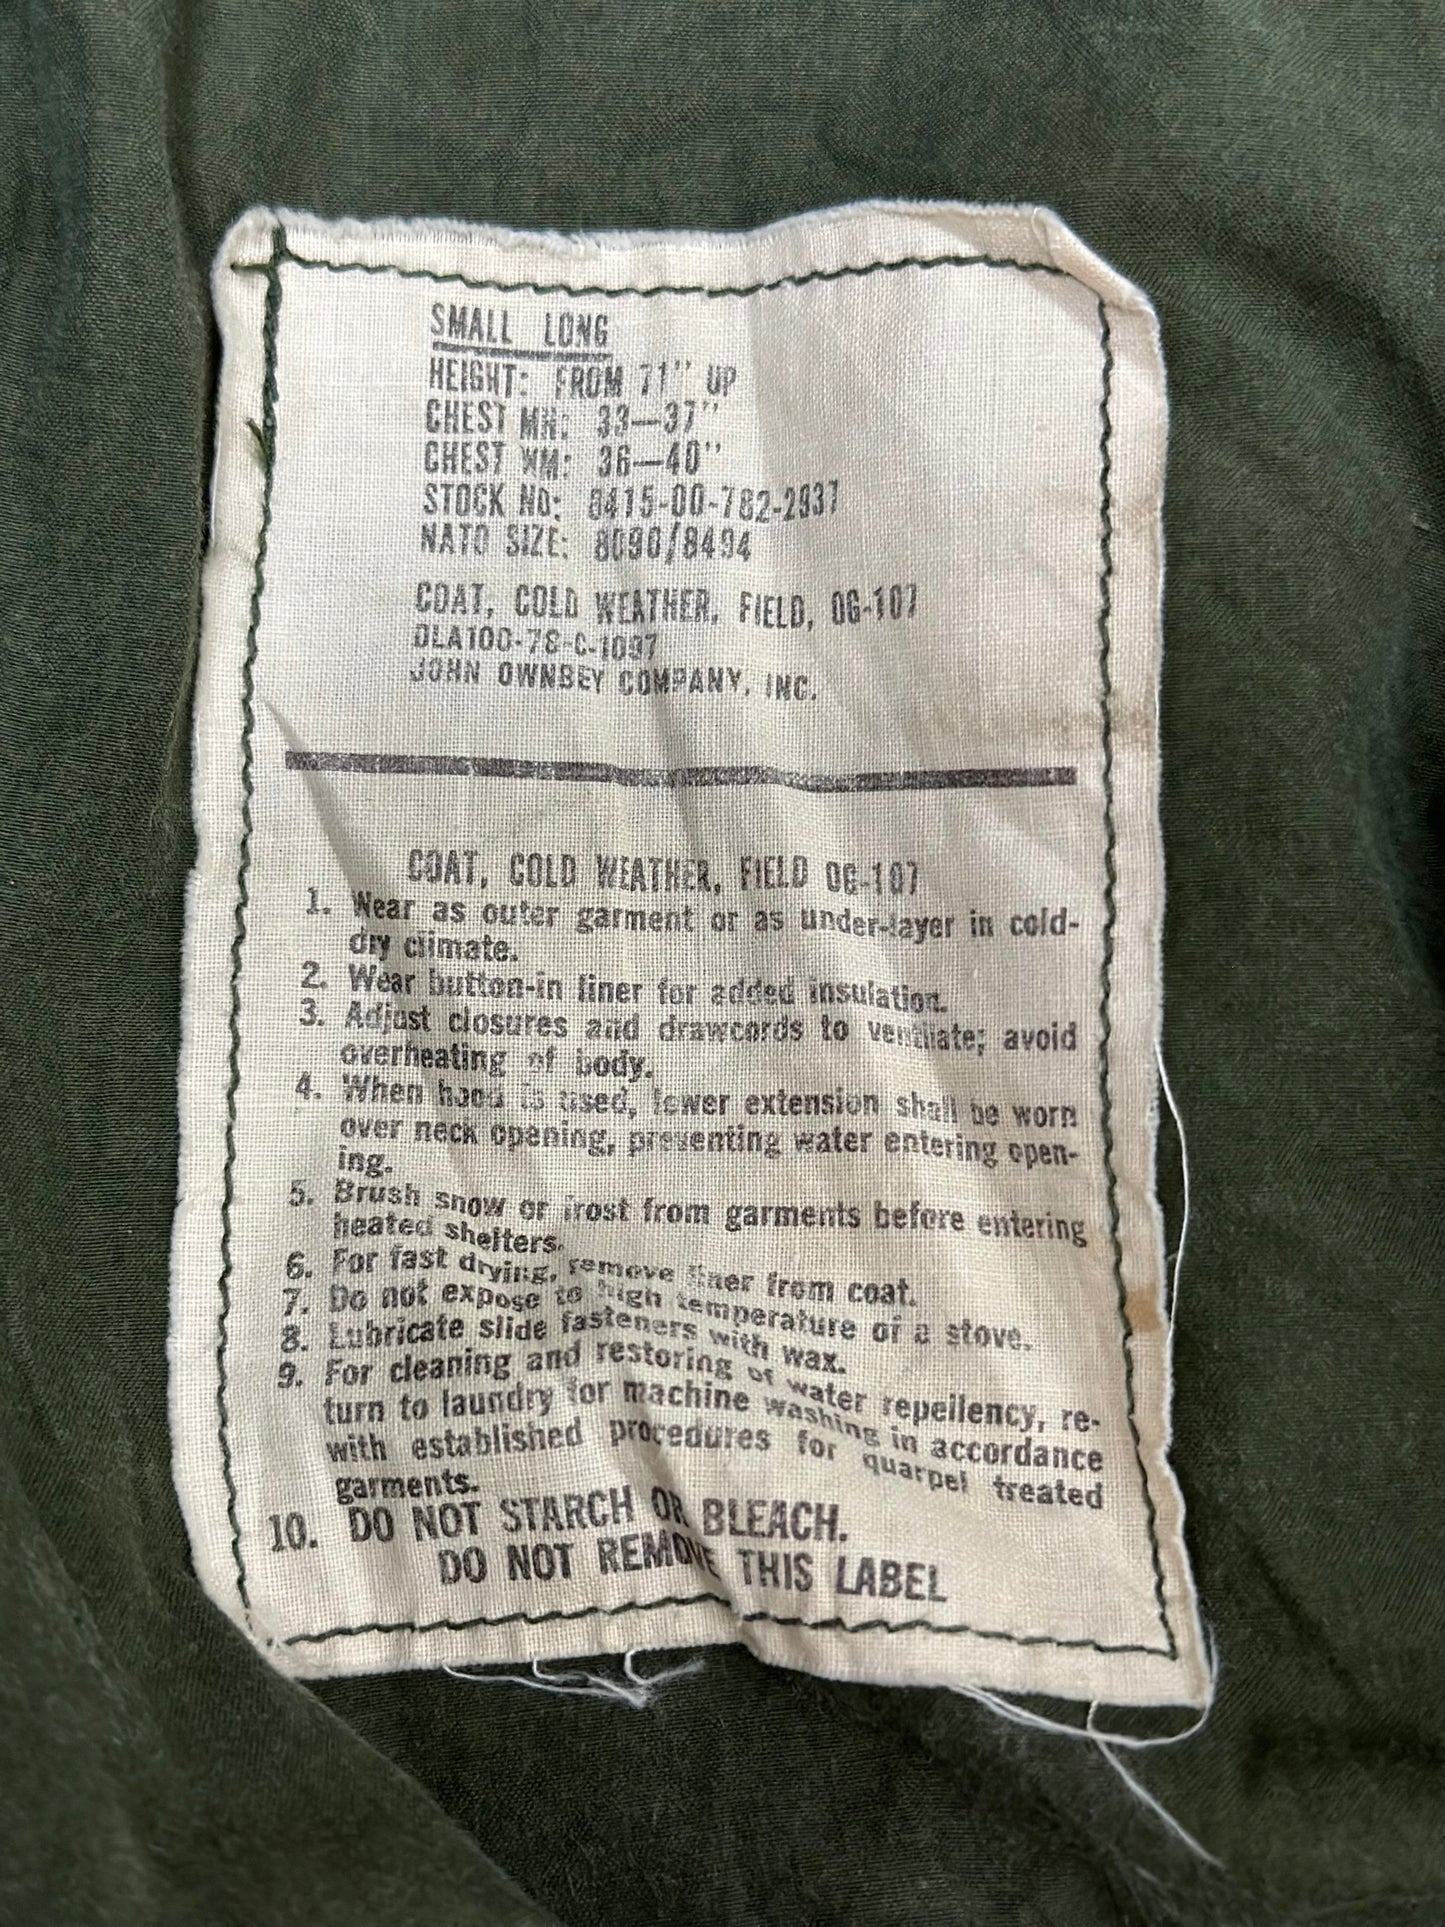 SMALL LONG
HEIGHT: FROM 71" UP
CHEST MH: 33—37"
CHEST WM: 36—40"
STOCK NO: 8415-00-782-2937
NATO SIZE: 8090/8494
COAT, COLD WEATHER, FIELD, OG-107
DLA100-78-C-1097
JOHN OWNBEY COMPANY, INC.
COAT, COLD WEATHER, FIELD OG-107
1. Wear as outer garment or as under-layer in cold-
dry climate.
2. Wear button-in liner for added insulation.
3. Adjust closures and drawcords to ventilate; avoid
overheating of body.
4. When hood is used, lower extension shall be worn
over neck opening, preventing water entering open-
ing.
5. Brush snow or frost from garments before entering
heated shelters.
6. For fast drying, remove liner from coat.
7. Do not expose to high temperature of a stove.
8. Lubricate slide fasteners with wax.
9. For cleaning and restoring of water repellency, re-
turn to laundry for machine washing in accordance
with established procedures for quarpel treated
garments.
10. DO NOT STARCH OR BLEACH.
DO NOT REMOVE THIS LABEL